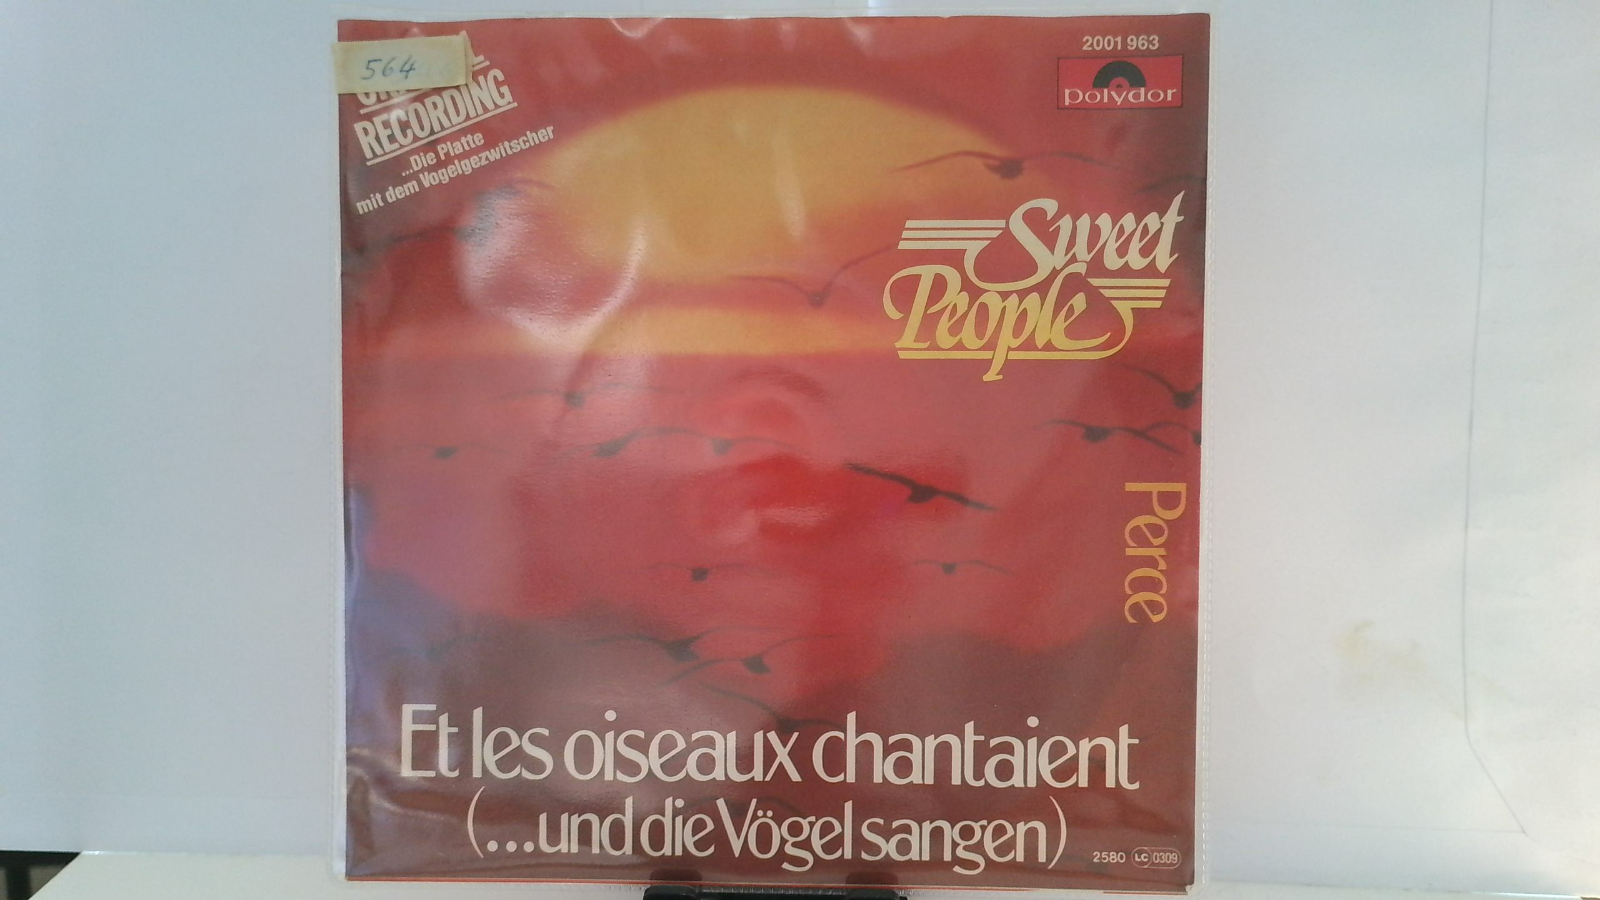 564
RECORDING
...Die Platte
mit dem Vogelgezwitscher
2001 963
polydor
Sweet
People
Perce
Et les oiseaux chantaient
(...und die Vögel sangen)
2580 LC 0309